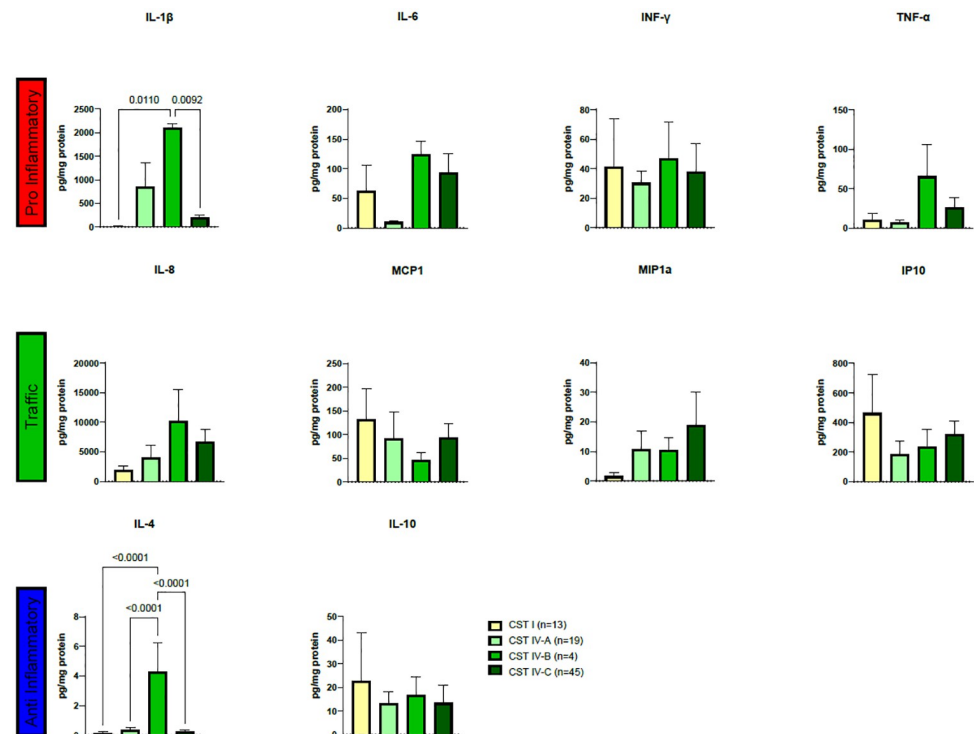 IL-1β
IL-6
INF-γ
TNF-α
Pro Inflammatory
pg/mg protein
2500
2000
1500
1000
500
0
0.0110
0.0092
pg/mg protein
200
150
100
50
0
pg/mg protein
80
60
40
20
0
pg/mg protein
150
100
50
0
IL-8
MCP1
MIP1a
IP10
Traffic
pg/mg protein
20000
15000
10000
5000
0
pg/mg protein
250
200
150
100
50
0
pg/mg protein
40
30
20
10
0
pg/mg protein
800
600
400
200
0
IL-4
IL-10
Anti Inflammatory
pg/mg protein
<0.0001
<0.0001
<0.0001
8
6
4
2
0
pg/mg protein
50
40
30
20
10
0
CST I (n=13)
CST IV-A (n=19)
CST IV-B (n=4)
CST IV-C (n=45)